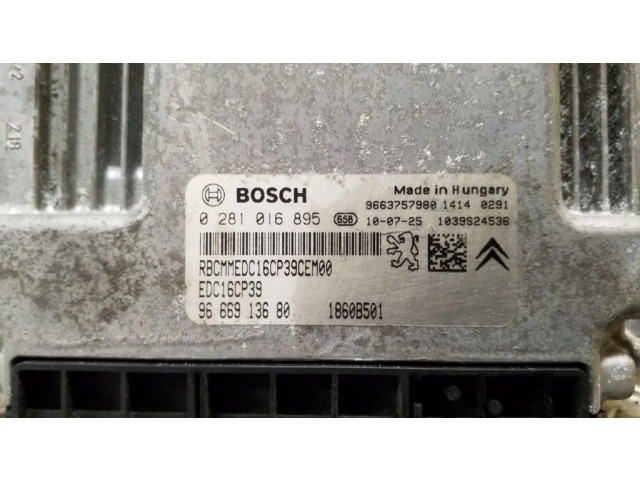 BOSCH
Made in Hungary
9663757980 1414 0291
0 281 016 895 65B 10-07-25 1039S24536
RBCMMEDC16CP39CEM00
EDC16CP39
96 669 136 80 1860B501